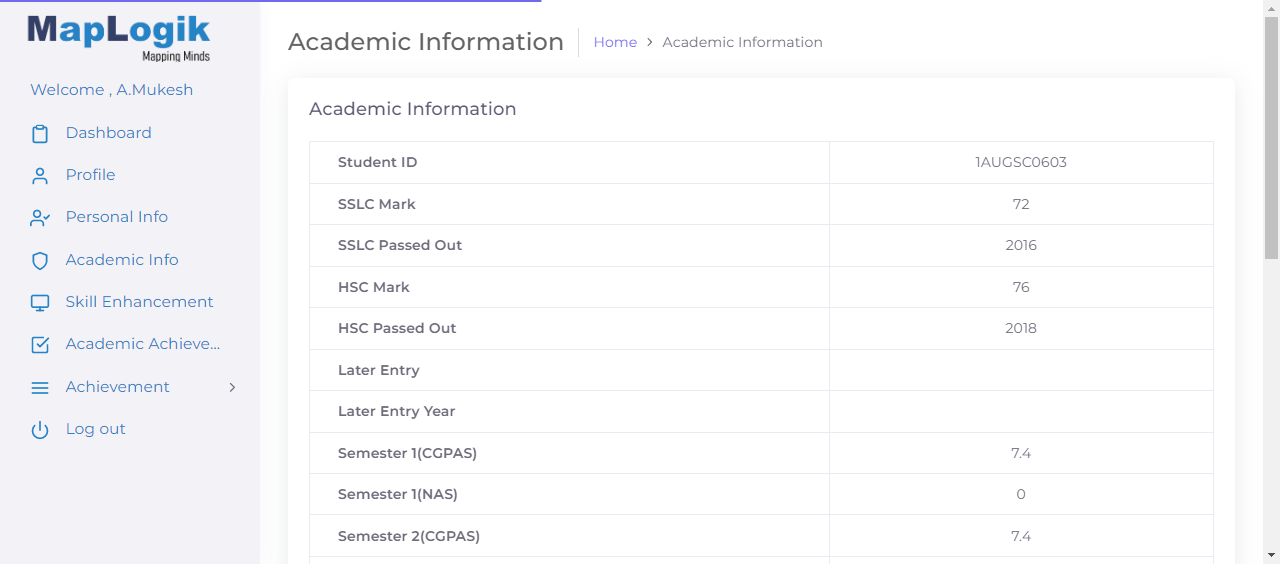 MapLogik
Mapping Minds
Welcome , A.Mukesh
Dashboard
Profile
Personal Info
Academic Info
Skill Enhancement
Academic Achieve...
Achievement
Log out
Academic Information
Home > Academic Information
Academic Information
Student ID 1AUGSC0603
SSLC Mark 72
SSLC Passed Out 2016
HSC Mark 76
HSC Passed Out 2018
Later Entry
Later Entry Year
Semester 1(CGPAS) 7.4
Semester 1(NAS) 0
Semester 2(CGPAS) 7.4